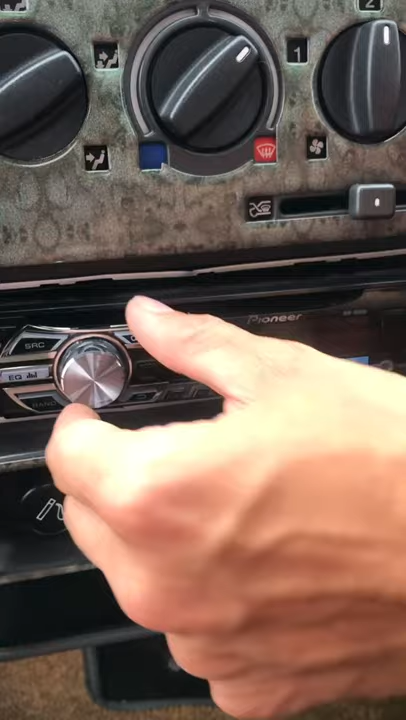 2
1
Pioneer
SRC
EQ
BAND